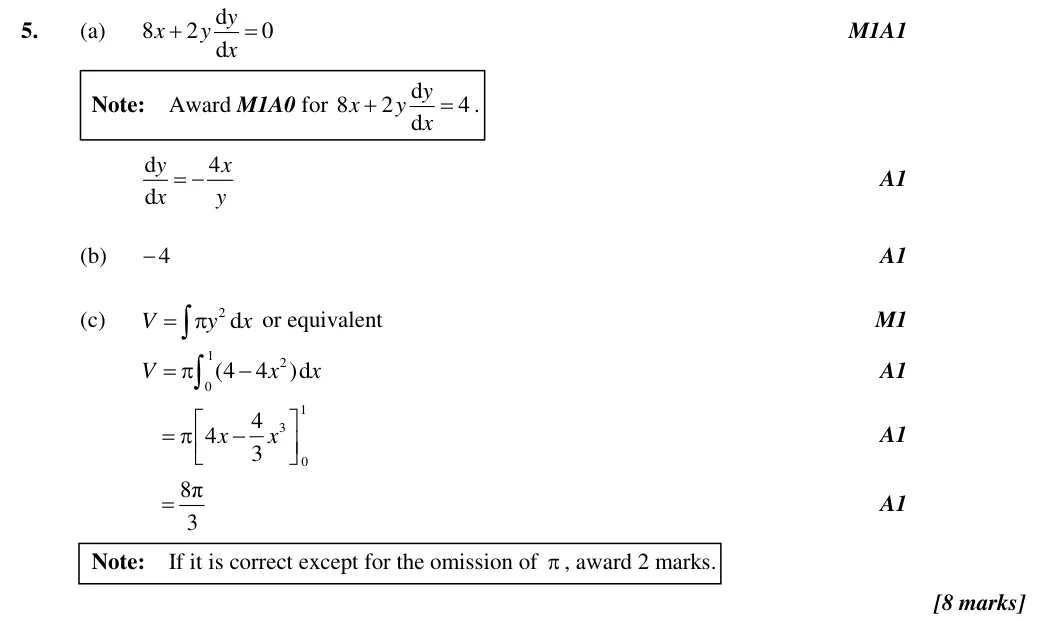 5. (a) 8x + 2y dy/dx = 0 M1A1
Note: Award M1A0 for 8x + 2y dy/dx = 4.
dy/dx = −4x/y A1
(b) −4 A1
(c) V = ∫ πy² dx or equivalent M1
V = π∫₀¹ (4 − 4x²) dx A1
= π[4x − 4/3 x³]₀¹ A1
= 8π/3 A1
Note: If it is correct except for the omission of π, award 2 marks.
[8 marks]